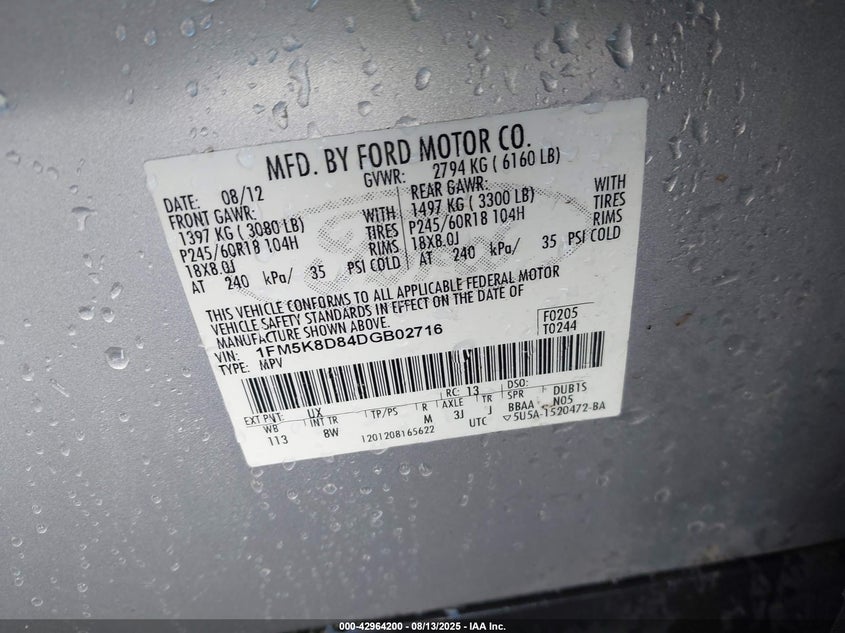 MFD. BY FORD MOTOR CO.
DATE: 08/12 GVWR: 2794 KG ( 6160 LB)
FRONT GAWR: REAR GAWR:
1397 KG ( 3080 LB) WITH 1497 KG ( 3300 LB) WITH
P245/60R18 104H TIRES P245/60R18 104H TIRES
18X8.0J RIMS 18X8.0J RIMS
AT 240 kPa/ 35 PSI COLD AT 240 kPa/ 35 PSI COLD
THIS VEHICLE CONFORMS TO ALL APPLICABLE FEDERAL MOTOR
VEHICLE SAFETY STANDARDS IN EFFECT ON THE DATE OF
MANUFACTURE SHOWN ABOVE.
F0205
VIN: 1FM5K8D84DGB02716 T0244
TYPE: MPV
EXT PNT: UX RC: 13 DSO:
WB INT TR TP/PS R AXLE TR SPR DUB1S
113 8W M 3J J BBAA N05
1201208165622 UTC ▽5U5A-1520472-BA
000-42964200 - 08/13/2025 - IAA Inc.